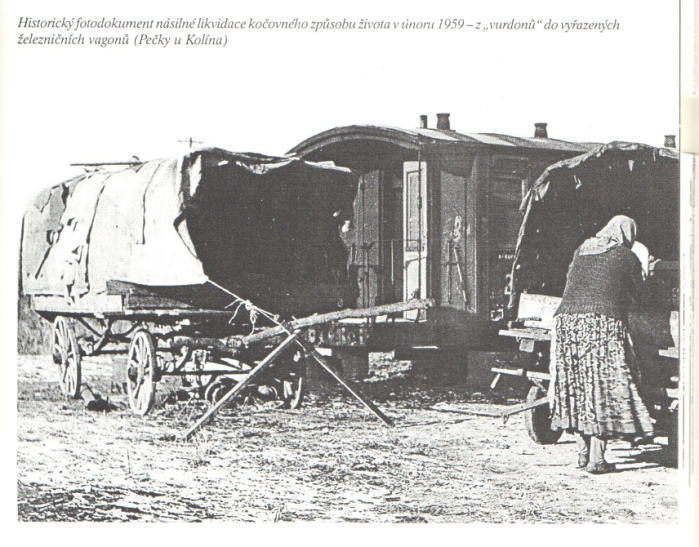 Historický fotodokument násilné likvidace kočovného způsobu života v únoru 1959 – z „vurdonů“ do vyřazených
železničních vagonů (Pečky u Kolína)